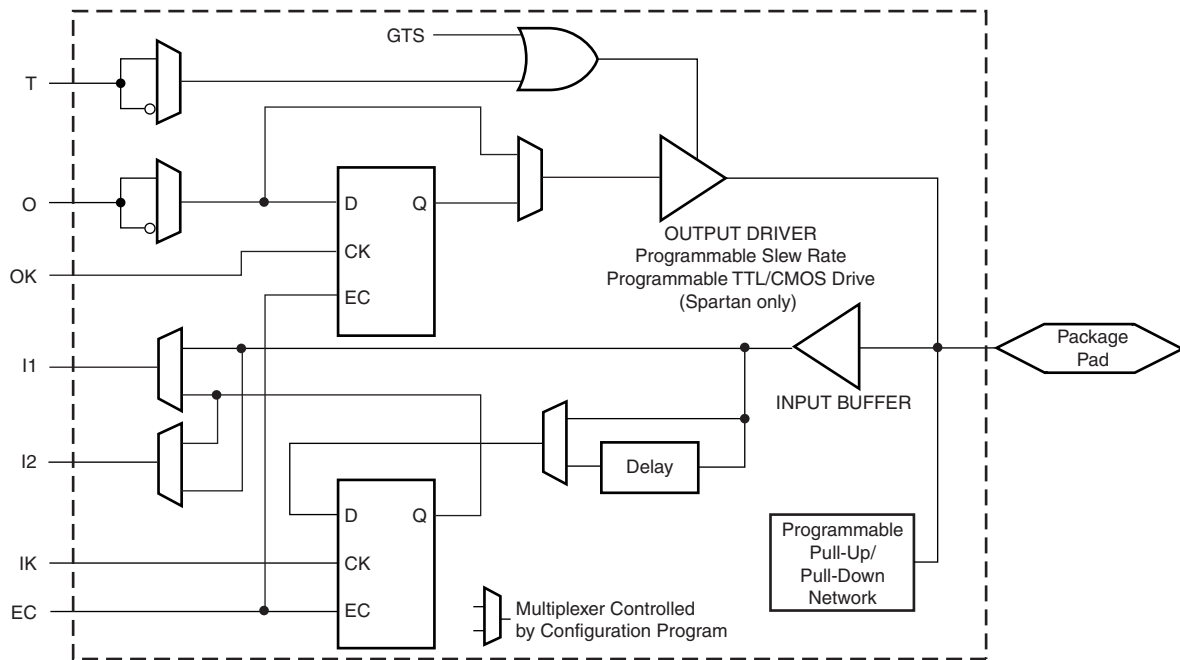 GTS
T
O
D
Q
CK
EC
OK
OUTPUT DRIVER
Programmable Slew Rate
Programmable TTL/CMOS Drive
(Spartan only)
I1
Package
Pad
INPUT BUFFER
I2
Delay
D
Q
CK
EC
IK
EC
Programmable
Pull-Up/
Pull-Down
Network
Multiplexer Controlled
by Configuration Program